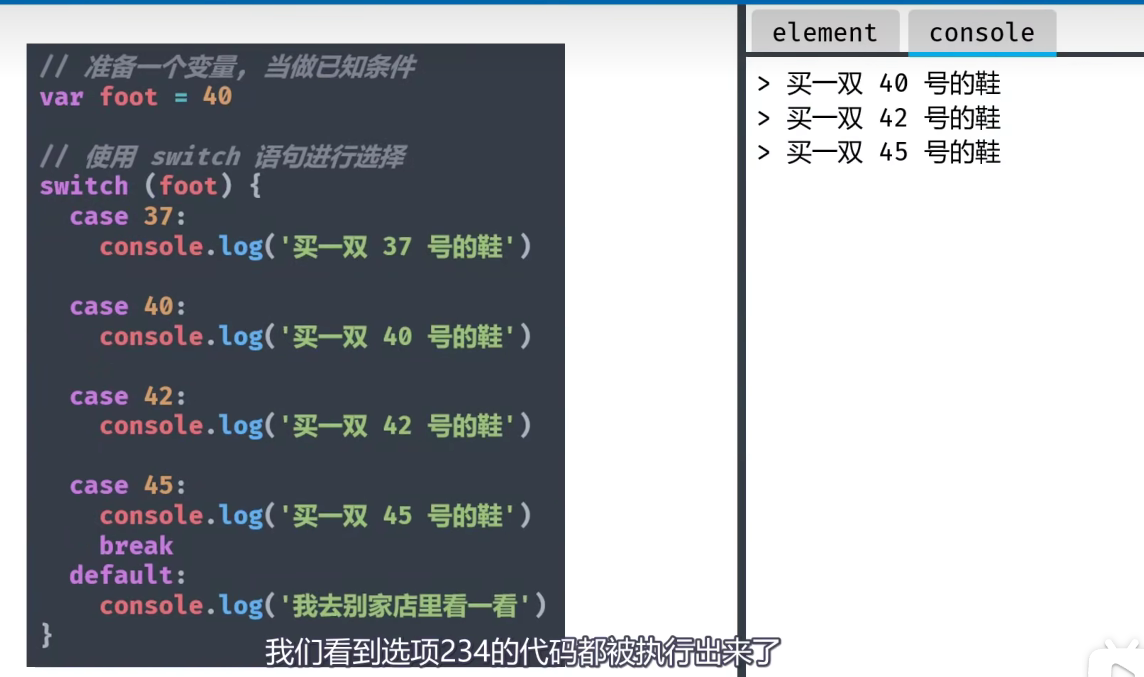 // 准备一个变量, 当做已知条件
var foot = 40
// 使用 switch 语句进行选择
switch (foot) {
case 37:
console.log('买一双 37 号的鞋')
case 40:
console.log('买一双 40 号的鞋')
case 42:
console.log('买一双 42 号的鞋')
case 45:
console.log('买一双 45 号的鞋')
break
default:
console.log('我去别家店里看一看')
}
element console
> 买一双 40 号的鞋
> 买一双 42 号的鞋
> 买一双 45 号的鞋
我们看到选项234的代码都被执行出来了